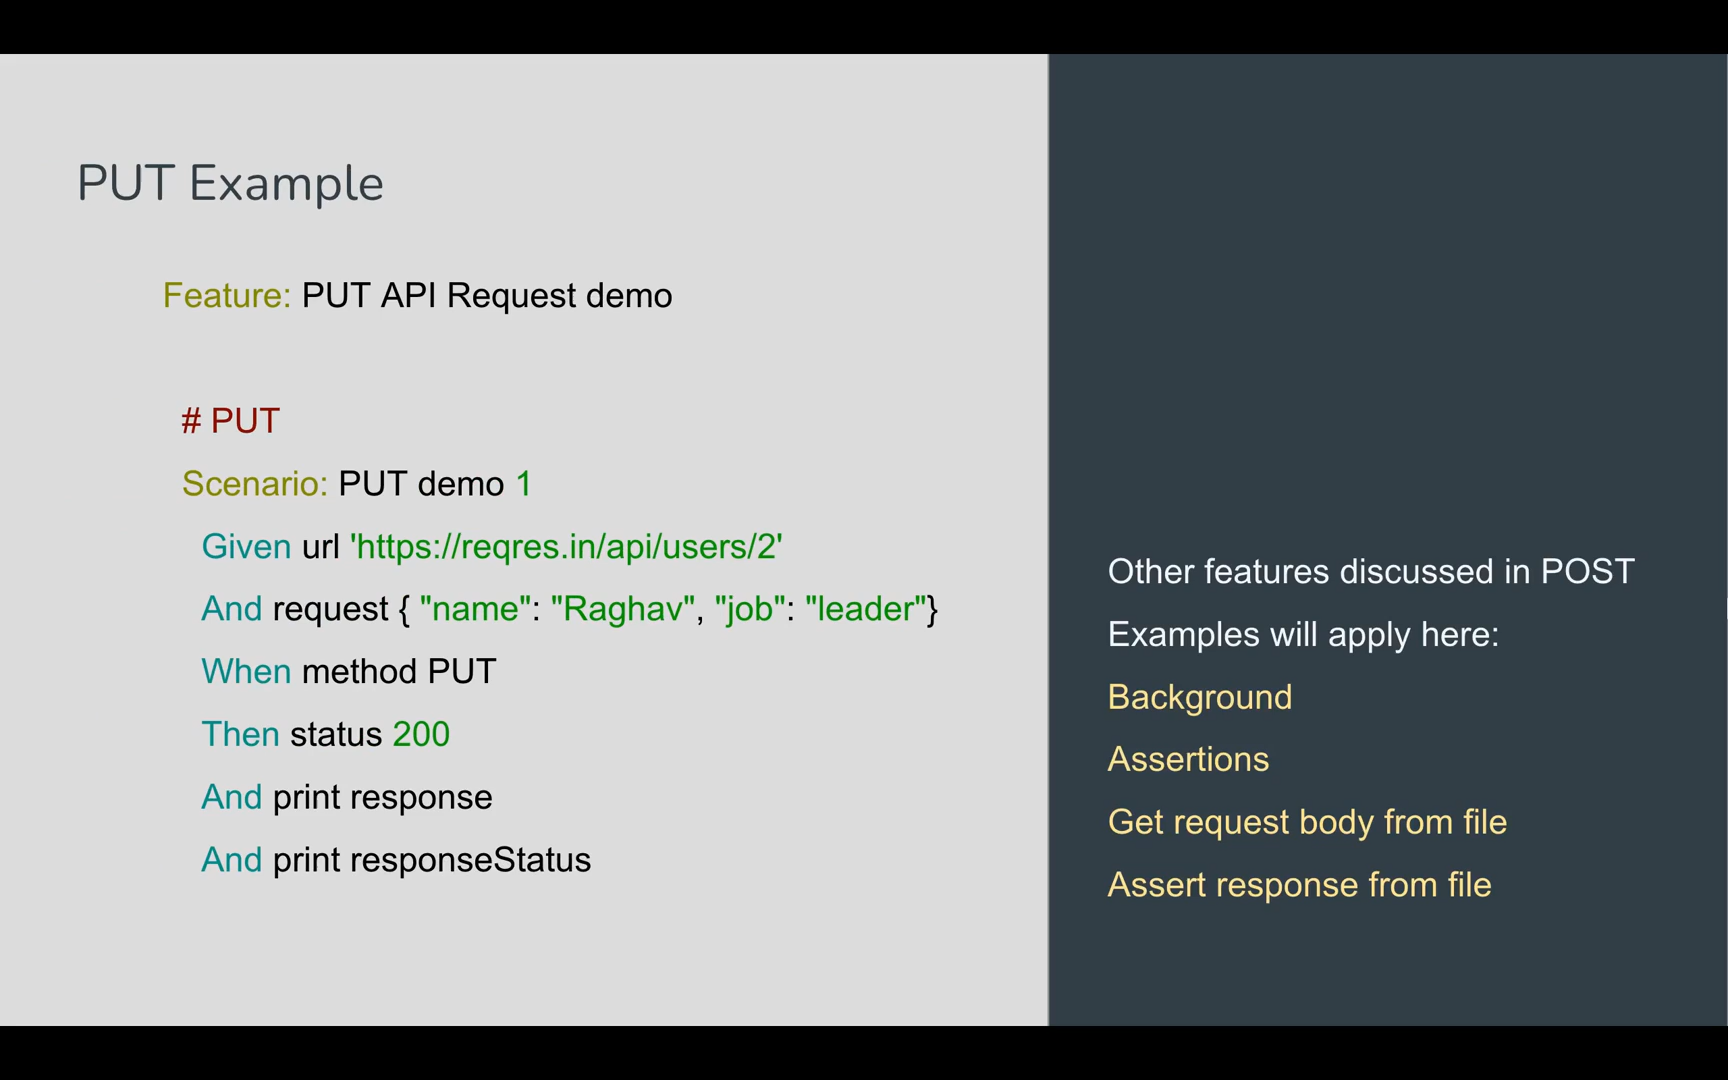 PUT Example
Feature: PUT API Request demo
# PUT
Scenario: PUT demo 1
Given url 'https://reqres.in/api/users/2'
And request { "name": "Raghav", "job": "leader"}
When method PUT
Then status 200
And print response
And print responseStatus
Other features discussed in POST
Examples will apply here:
Background
Assertions
Get request body from file
Assert response from file